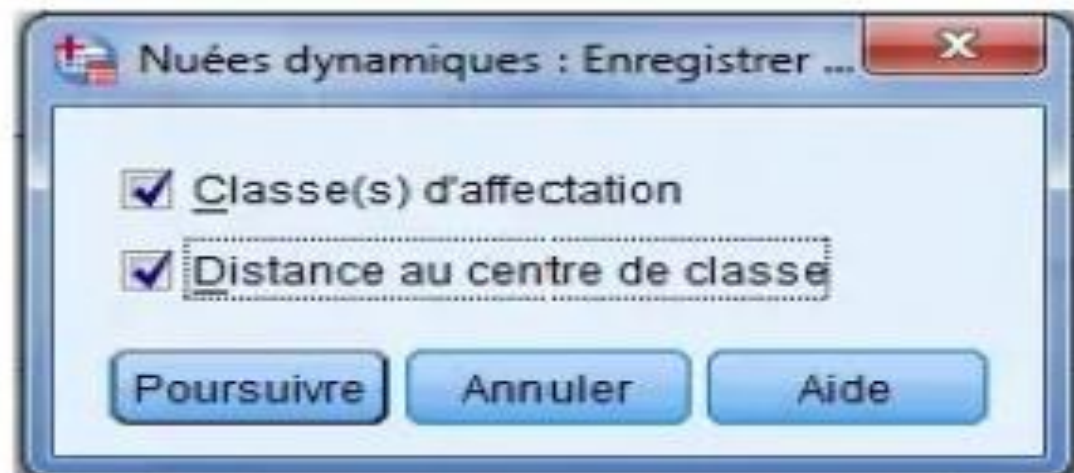 Nuées dynamiques : Enregistrer ...
Classe(s) d'affectation
Distance au centre de classe
Poursuivre Annuler Aide